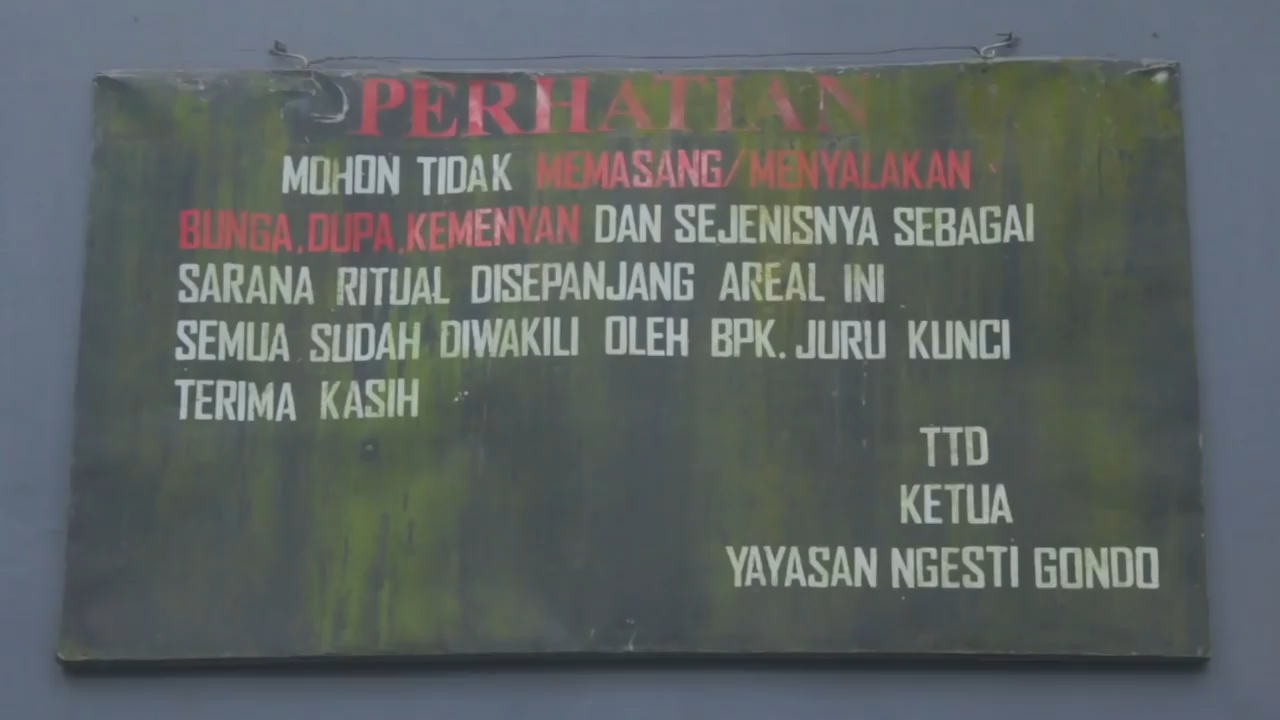 PERHATIAN
MOHON TIDAK MEMASANG/MENYALAKAN
BUNGA,DUPA,KEMENYAN DAN SEJENISNYA SEBAGAI
SARANA RITUAL DISEPANJANG AREAL INI
SEMUA SUDAH DIWAKILI OLEH BPK. JURU KUNCI
TERIMA KASIH
TTD
KETUA
YAYASAN NGESTI GONDO